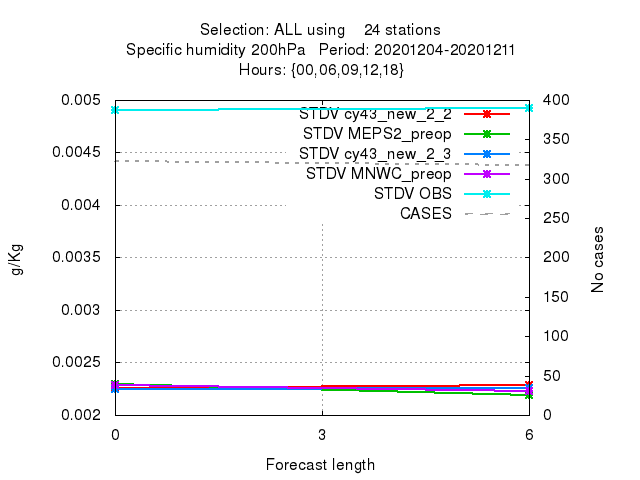 Selection: ALL using 24 stations
Specific humidity 200hPa Period: 20201204-20201211
Hours: {00,06,09,12,18}
0.005
0.0045
0.004
0.0035
0.003
0.0025
0.002
g/Kg
STDV cy43_new_2_2
STDV MEPS2_preop
STDV cy43_new_2_3
STDV MNWC_preop
STDV OBS
CASES
400
350
300
250
200
150
100
50
0
No cases
0 3 6
Forecast length